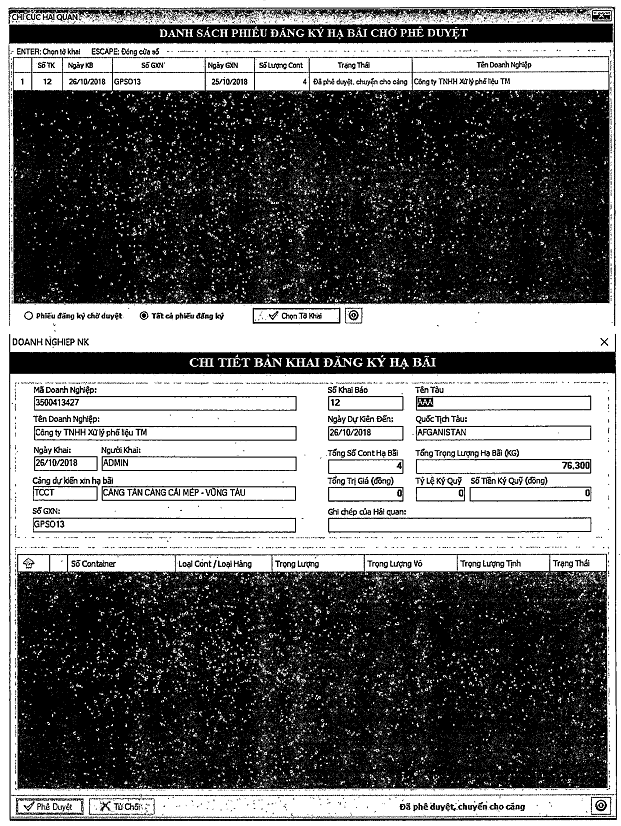 CHI CỤC HẢI QUAN
DANH SÁCH PHIẾU ĐĂNG KÝ HẠ BÃI CHỜ PHÊ DUYỆT
ENTER: Chọn tờ khai ESCAPE: Đóng cửa sổ
Số TK Ngày KB Số GXN Ngày GXN Số Lượng Cont Trạng Thái Tên Doanh Nghiệp
1 12 26/10/2018 GPSO13 25/10/2018 4 Đã phê duyệt, chuyển cho cảng Công ty TNHH Xử lý phế liệu TM
Phiếu đăng ký chờ duyệt Tất cả phiếu đăng ký Chọn Tờ Khai
DOANH NGHIEP NK
CHI TIẾT BẢN KHAI ĐĂNG KÝ HẠ BÃI
Mã Doanh Nghiệp: Số Khai Báo Tên Tàu
3500413427 12 AAA
Tên Doanh Nghiệp: Ngày Dự Kiến Đến: Quốc Tịch Tàu:
Công ty TNHH Xử lý phế liệu TM 26/10/2018 AFGANISTAN
Ngày Khai: Người Khai: Tổng Số Cont Hạ Bãi Tổng Trọng Lượng Hạ Bãi (KG)
26/10/2018 ADMIN 4 76,300
Cảng dự kiến xin hạ bãi Tổng Trị Giá (đồng) Tỷ Lệ Ký Quỹ Số Tiền Ký Quỹ (đồng)
TCCT CẢNG TÂN CẢNG CÁI MÉP - VŨNG TÀU 0 0 0
Số GXN: Ghi chép của Hải quan:
GPSO13
Số Container Loại Cont / Loại Hàng Trọng Lượng Trọng Lượng Vỏ Trọng Lượng Tịnh Trạng Thái
Phê Duyệt Từ Chối Đã phê duyệt, chuyển cho cảng